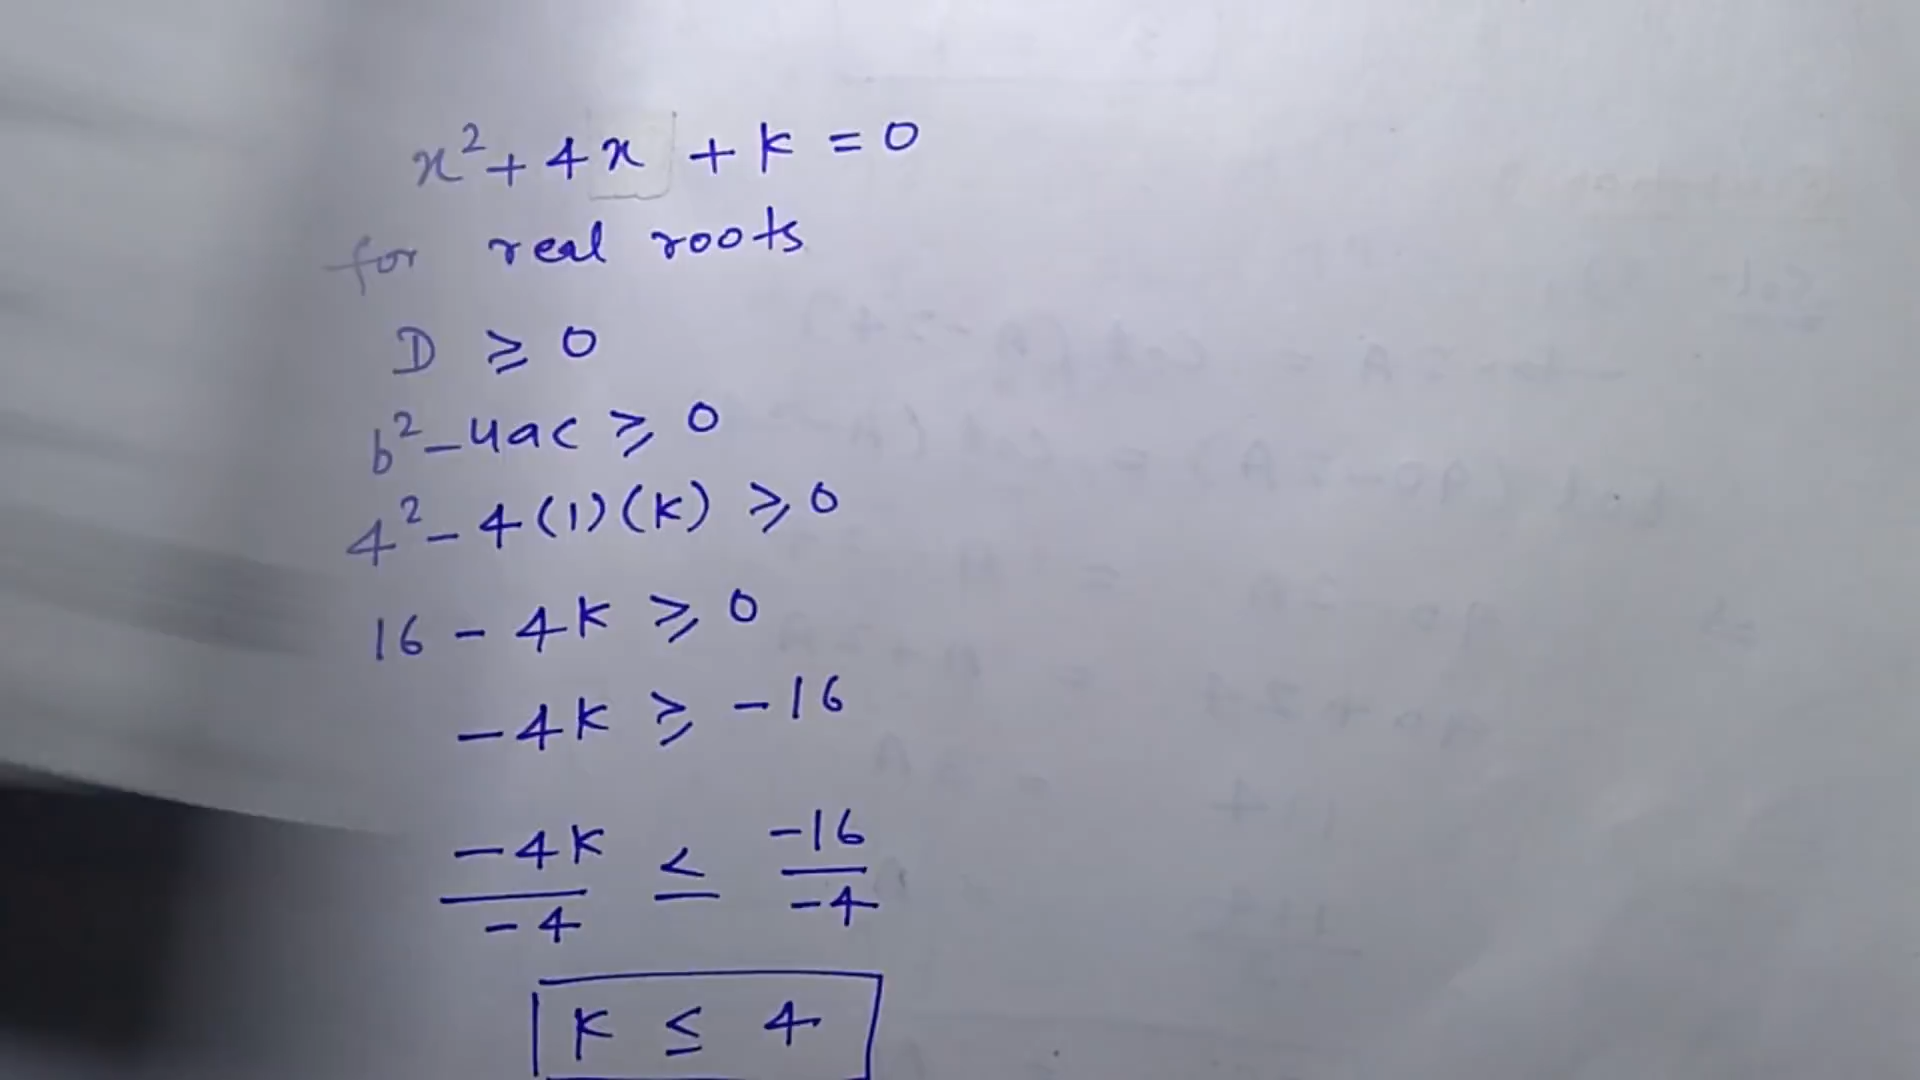 x² + 4x + k = 0
for real roots
D ⩾ 0
b² - 4ac ⩾ 0
4² - 4(1)(k) ⩾ 0
16 - 4k ⩾ 0
-4k ⩾ -16
-4k/-4 ≤ -16/-4
k ≤ 4